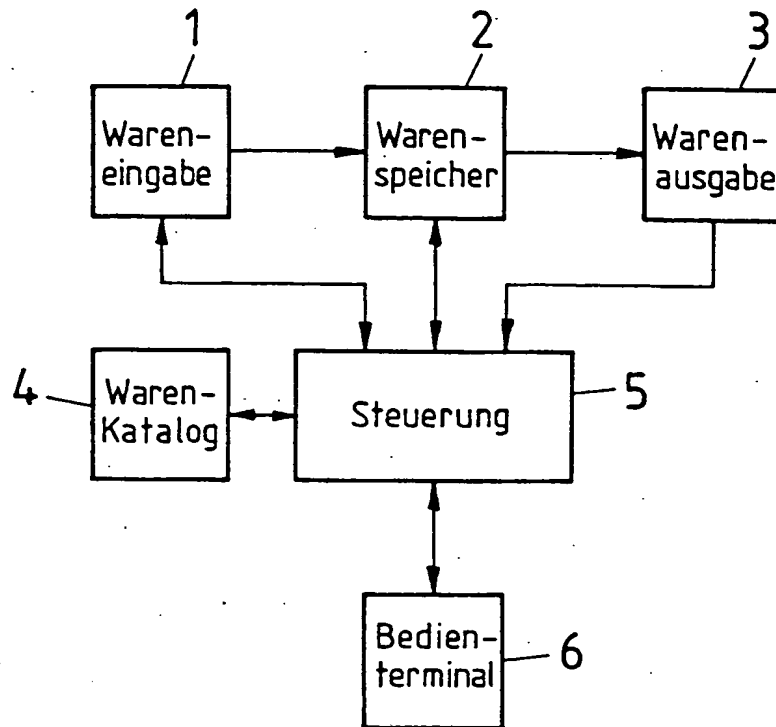 1
2
3
Waren-
eingabe
Waren-
speicher
Waren-
ausgabe
4
Waren-
Katalog
Steuerung
5
Bedien-
terminal
6